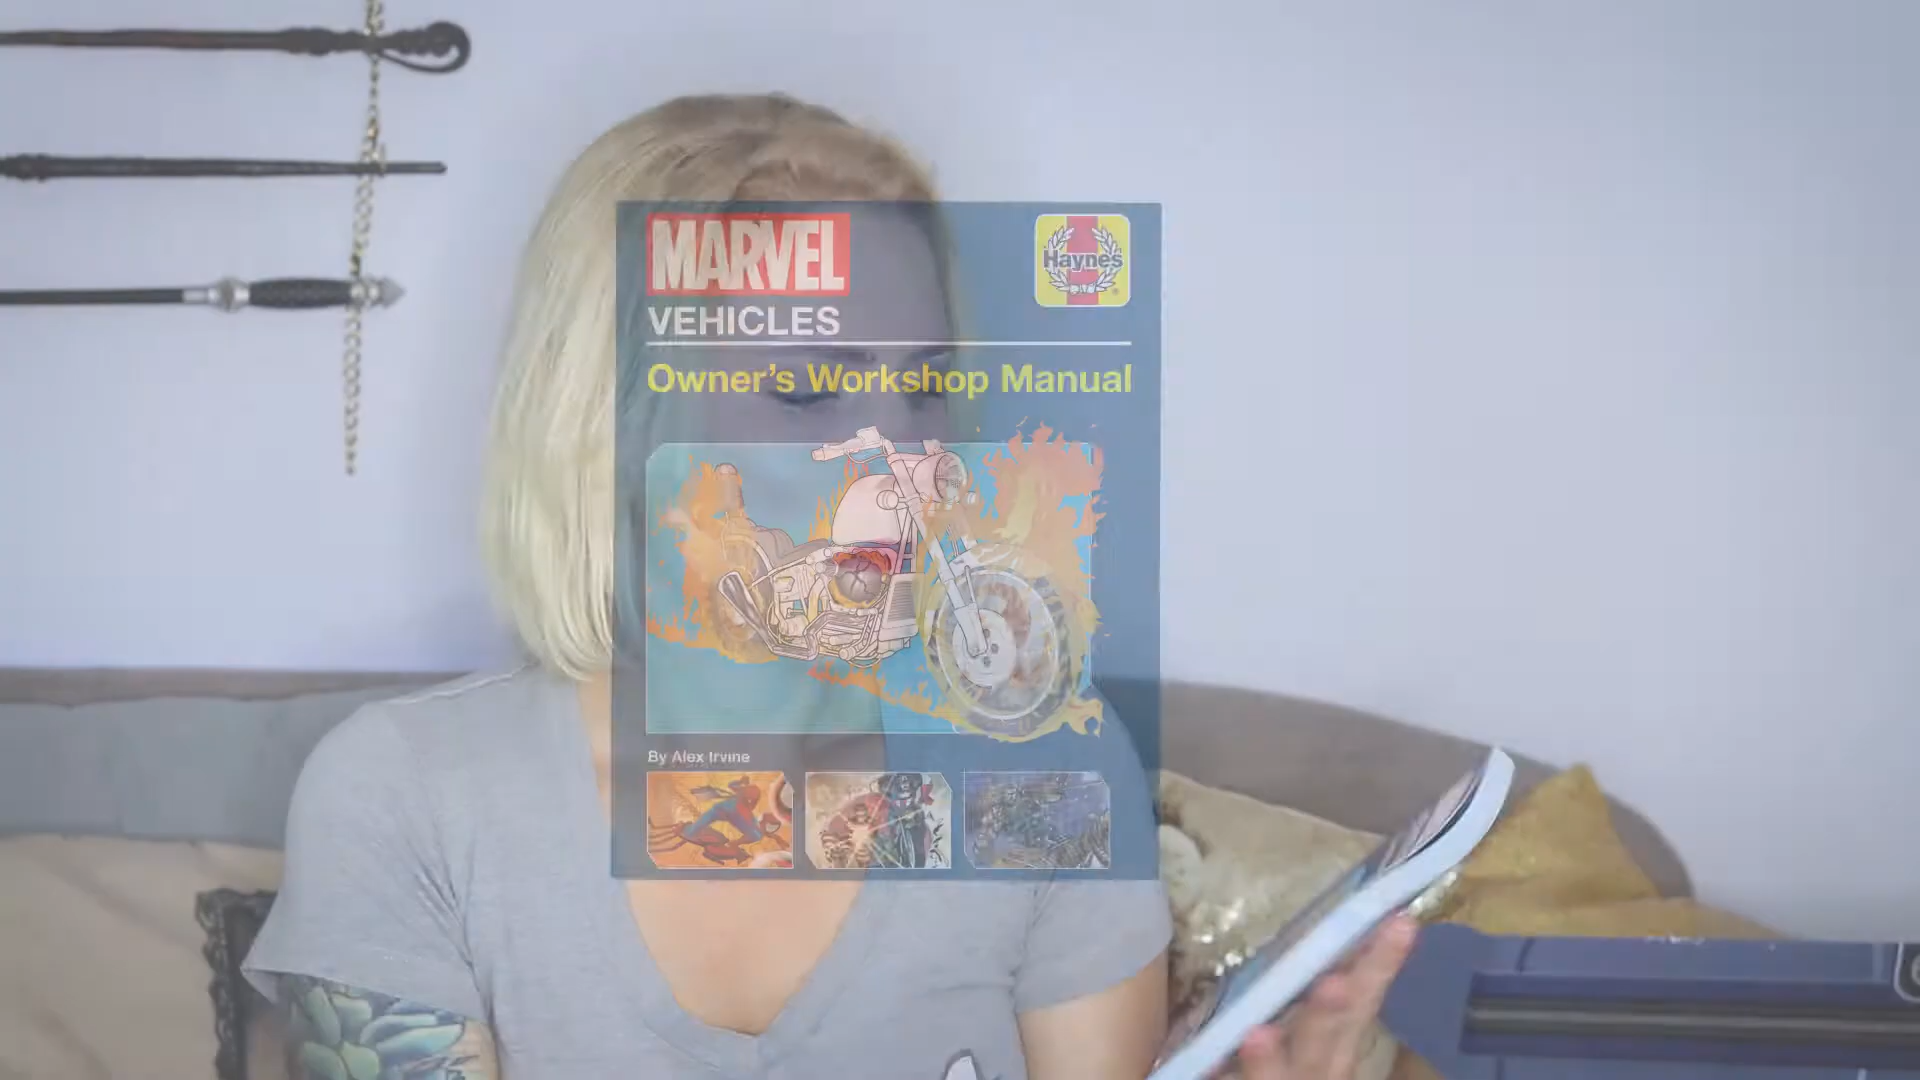 MARVEL
Haynes
VEHICLES
Owner's Workshop Manual
By Alex Irvine